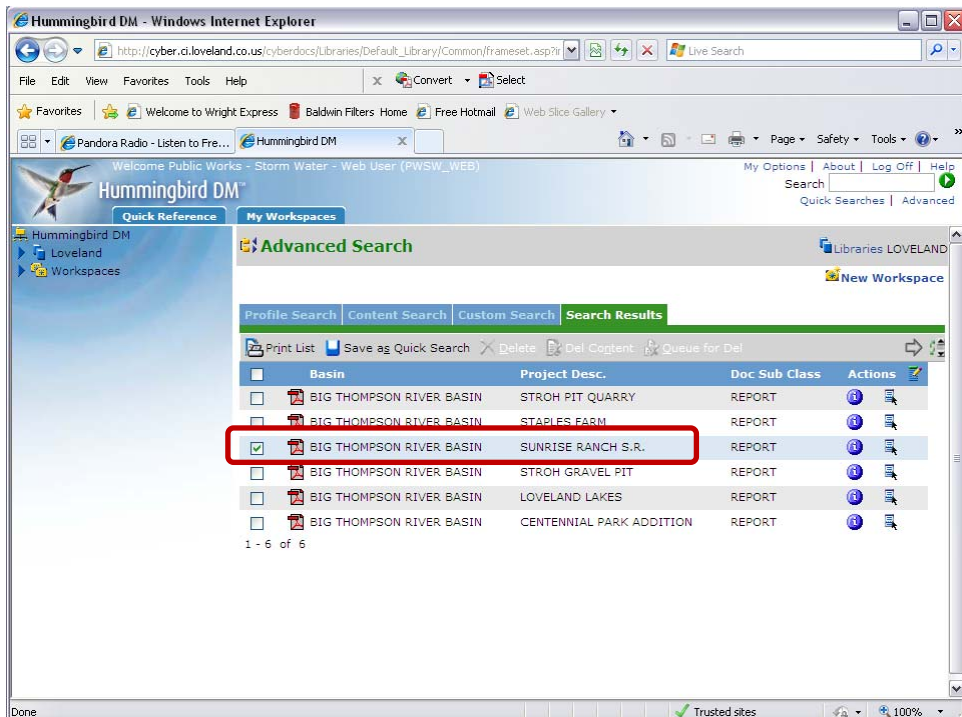 Hummingbird DM - Windows Internet Explorer
http://cyber.ci.loveland.co.us/cyberdocs/Libraries/Default_Library/Common/frameset.asp?ir Live Search
File Edit View Favorites Tools Help x Convert Select
Favorites Welcome to Wright Express Baldwin Filters Home Free Hotmail Web Slice Gallery
Pandora Radio - Listen to Fre... Hummingbird DM X Page Safety Tools »
Welcome Public Works - Storm Water - Web User (PWSW_WEB) My Options | About | Log Off | Help
Hummingbird DM™ Search
Quick Searches | Advanced
Quick Reference My Workspaces
Hummingbird DM
Loveland
Workspaces
Advanced Search Libraries LOVELAND
New Workspace
Profile Search Content Search Custom Search Search Results
Print List Save as Quick Search Delete Del Content Queue for Del
Basin Project Desc. Doc Sub Class Actions
BIG THOMPSON RIVER BASIN STROH PIT QUARRY REPORT
BIG THOMPSON RIVER BASIN STAPLES FARM REPORT
BIG THOMPSON RIVER BASIN SUNRISE RANCH S.R. REPORT
BIG THOMPSON RIVER BASIN STROH GRAVEL PIT REPORT
BIG THOMPSON RIVER BASIN LOVELAND LAKES REPORT
BIG THOMPSON RIVER BASIN CENTENNIAL PARK ADDITION REPORT
1 - 6 of 6
Done Trusted sites 100%